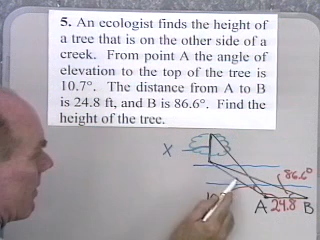 5. An ecologist finds the height of
a tree that is on the other side of a
creek. From point A the angle of
elevation to the top of the tree is
10.7°. The distance from A to B
is 24.8 ft, and B is 86.6°. Find the
height of the tree.
X
86.6°
A 24.8 B